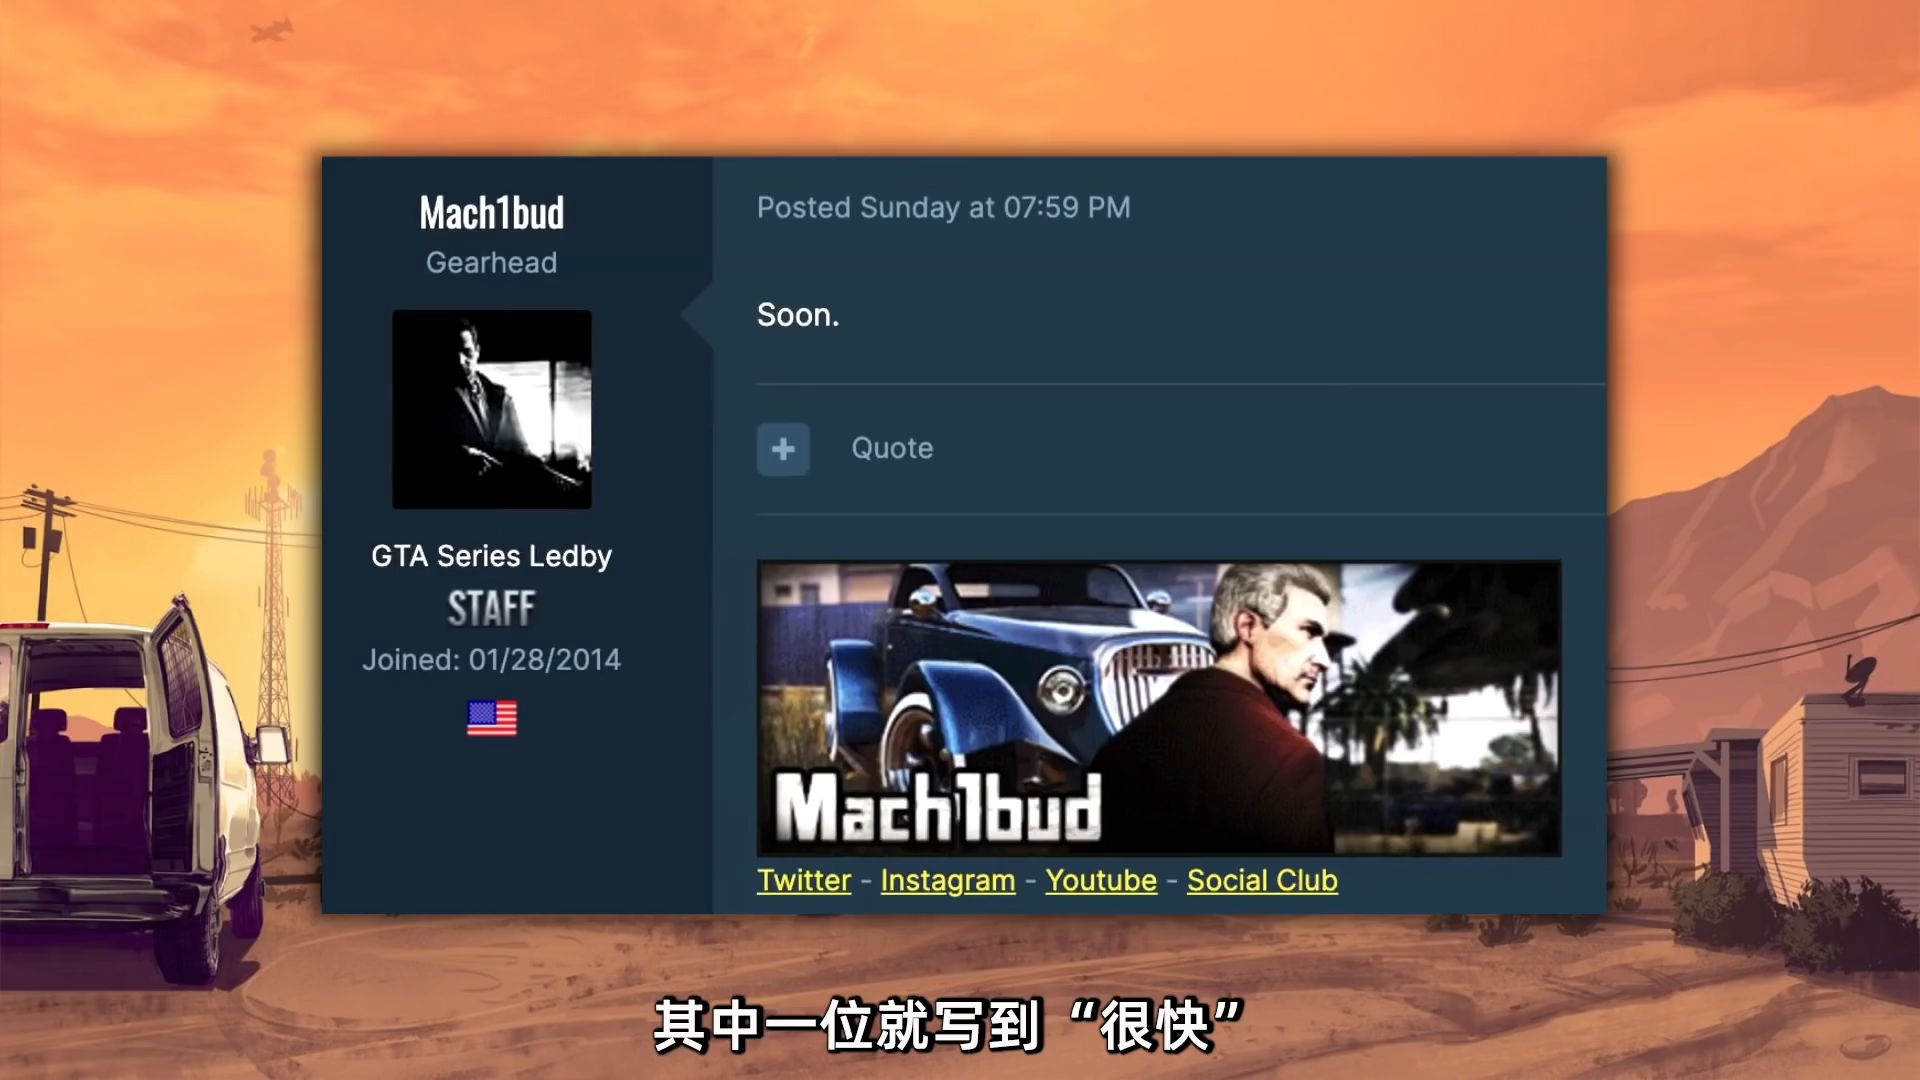 Mach1bud
Gearhead
GTA Series Ledby
STAFF
Joined: 01/28/2014
Posted Sunday at 07:59 PM
Soon.
+ Quote
Mach1bud
Twitter - Instagram - Youtube - Social Club
其中一位就写到“很快”